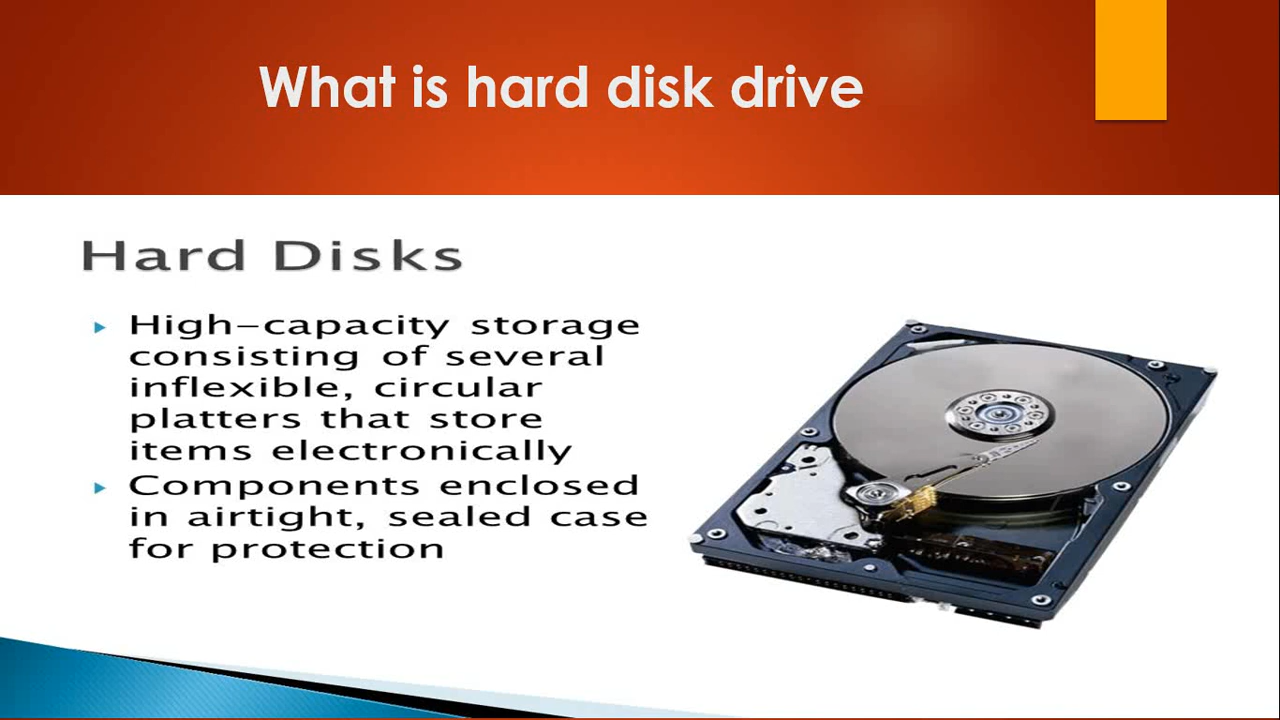 What is hard disk drive
Hard Disks
High-capacity storage
consisting of several
inflexible, circular
platters that store
items electronically
Components enclosed
in airtight, sealed case
for protection